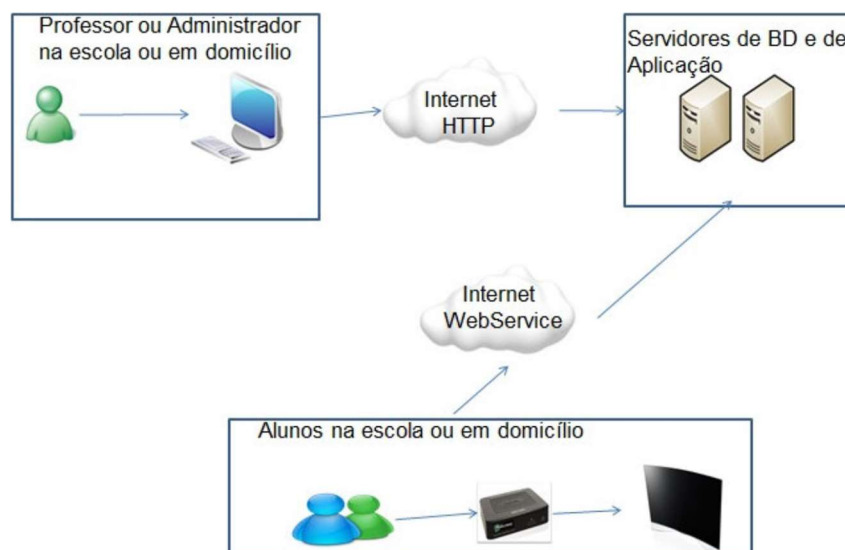 Professor ou Administrador
na escola ou em domicílio
Internet
HTTP
Servidores de BD e de
Aplicação
Internet
WebService
Alunos na escola ou em domicílio